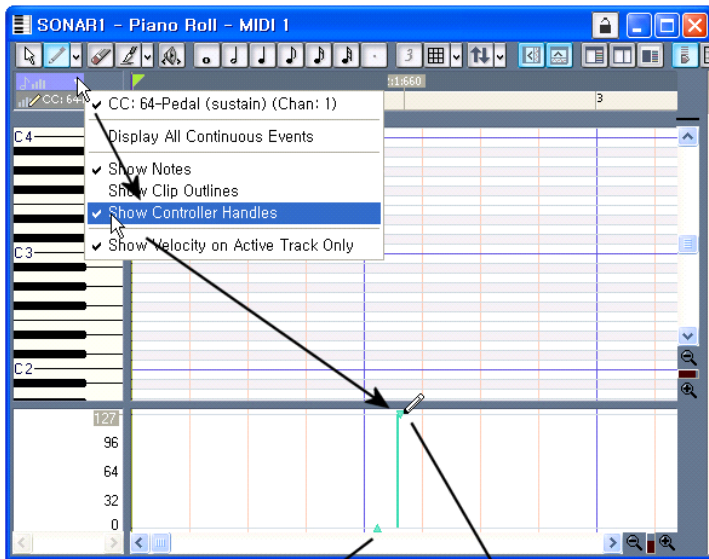 SONAR1 - Piano Roll - MIDI 1
3
1:660
CC: 64
3
✓ CC: 64-Pedal (sustain) (Chan: 1)
Display All Continuous Events
✓ Show Notes
Show Clip Outlines
✓ Show Controller Handles
✓ Show Velocity on Active Track Only
C4
C3
C2
127
96
64
32
0